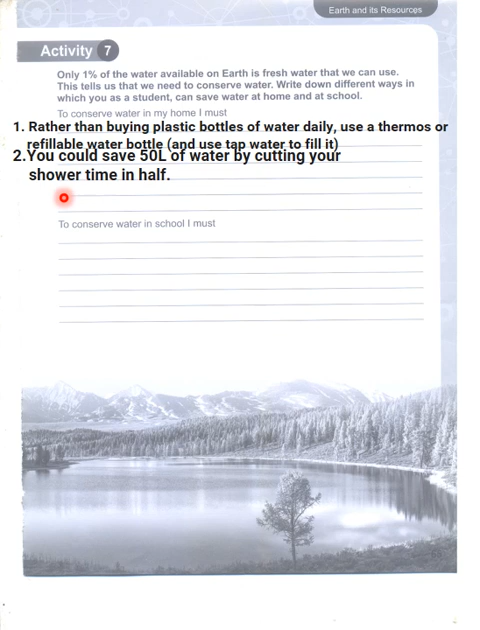 Earth and its Resources
Activity 7
Only 1% of the water available on Earth is fresh water that we can use.
This tells us that we need to conserve water. Write down different ways in
which you as a student, can save water at home and at school.
To conserve water in my home I must
1. Rather than buying plastic bottles of water daily, use a thermos or
refillable water bottle (and use tap water to fill it)
2.You could save 50L of water by cutting your
shower time in half.
To conserve water in school I must